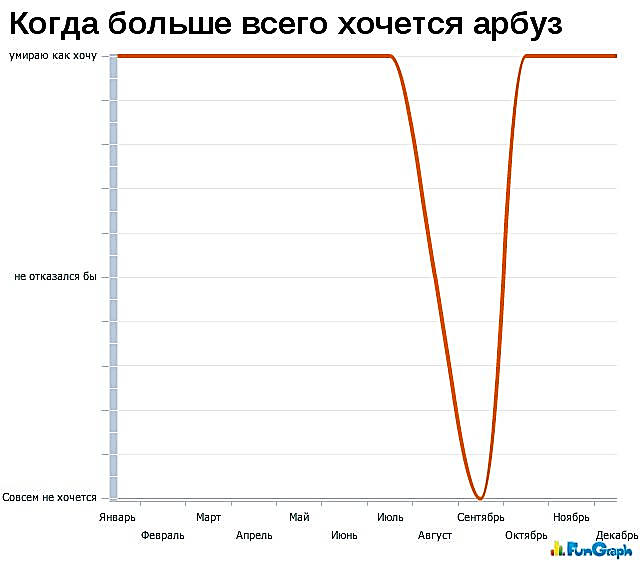 Когда больше всего хочется арбуз
умираю как хочу
не отказался бы
Совсем не хочется
Январь
Февраль
Март
Апрель
Май
Июнь
Июль
Август
Сентябрь
Октябрь
Ноябрь
Декабрь
FunGraph